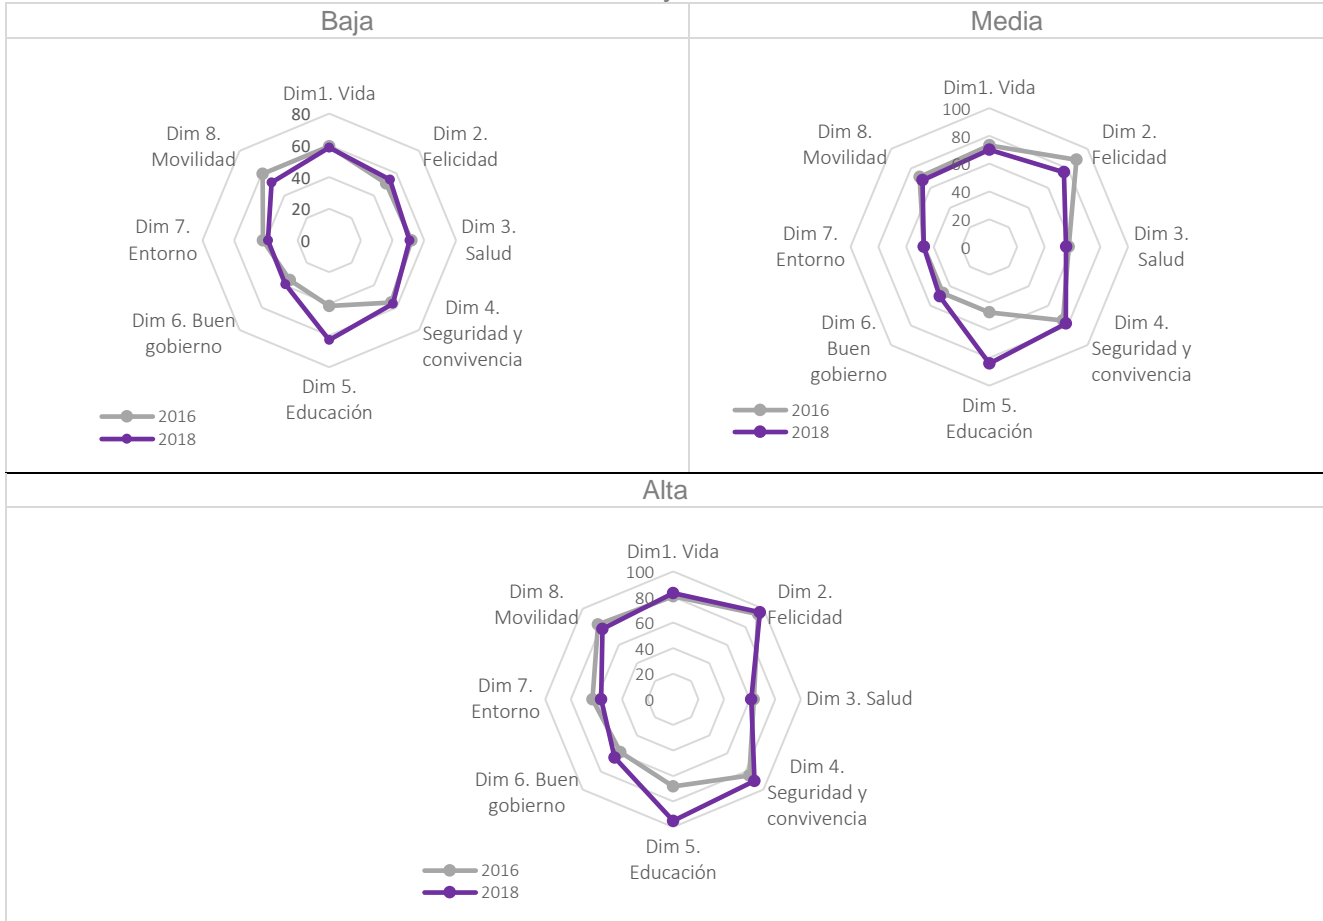 Baja
Media
Dim1. Vida
80
60
40
20
0
Dim 2.
Felicidad
Dim 3.
Salud
Dim 4.
Seguridad y
convivencia
Dim 5.
Educación
Dim 6. Buen
gobierno
Dim 7.
Entorno
Dim 8.
Movilidad
2016
2018
Dim1. Vida
100
80
60
40
20
0
Dim 2.
Felicidad
Dim 3.
Salud
Dim 4.
Seguridad y
convivencia
Dim 5.
Educación
Dim 6.
Buen
gobierno
Dim 7.
Entorno
Dim 8.
Movilidad
2016
2018
Alta
Dim1. Vida
100
80
60
40
20
0
Dim 2.
Felicidad
Dim 3. Salud
Dim 4.
Seguridad y
convivencia
Dim 5.
Educación
Dim 6. Buen
gobierno
Dim 7.
Entorno
Dim 8.
Movilidad
2016
2018